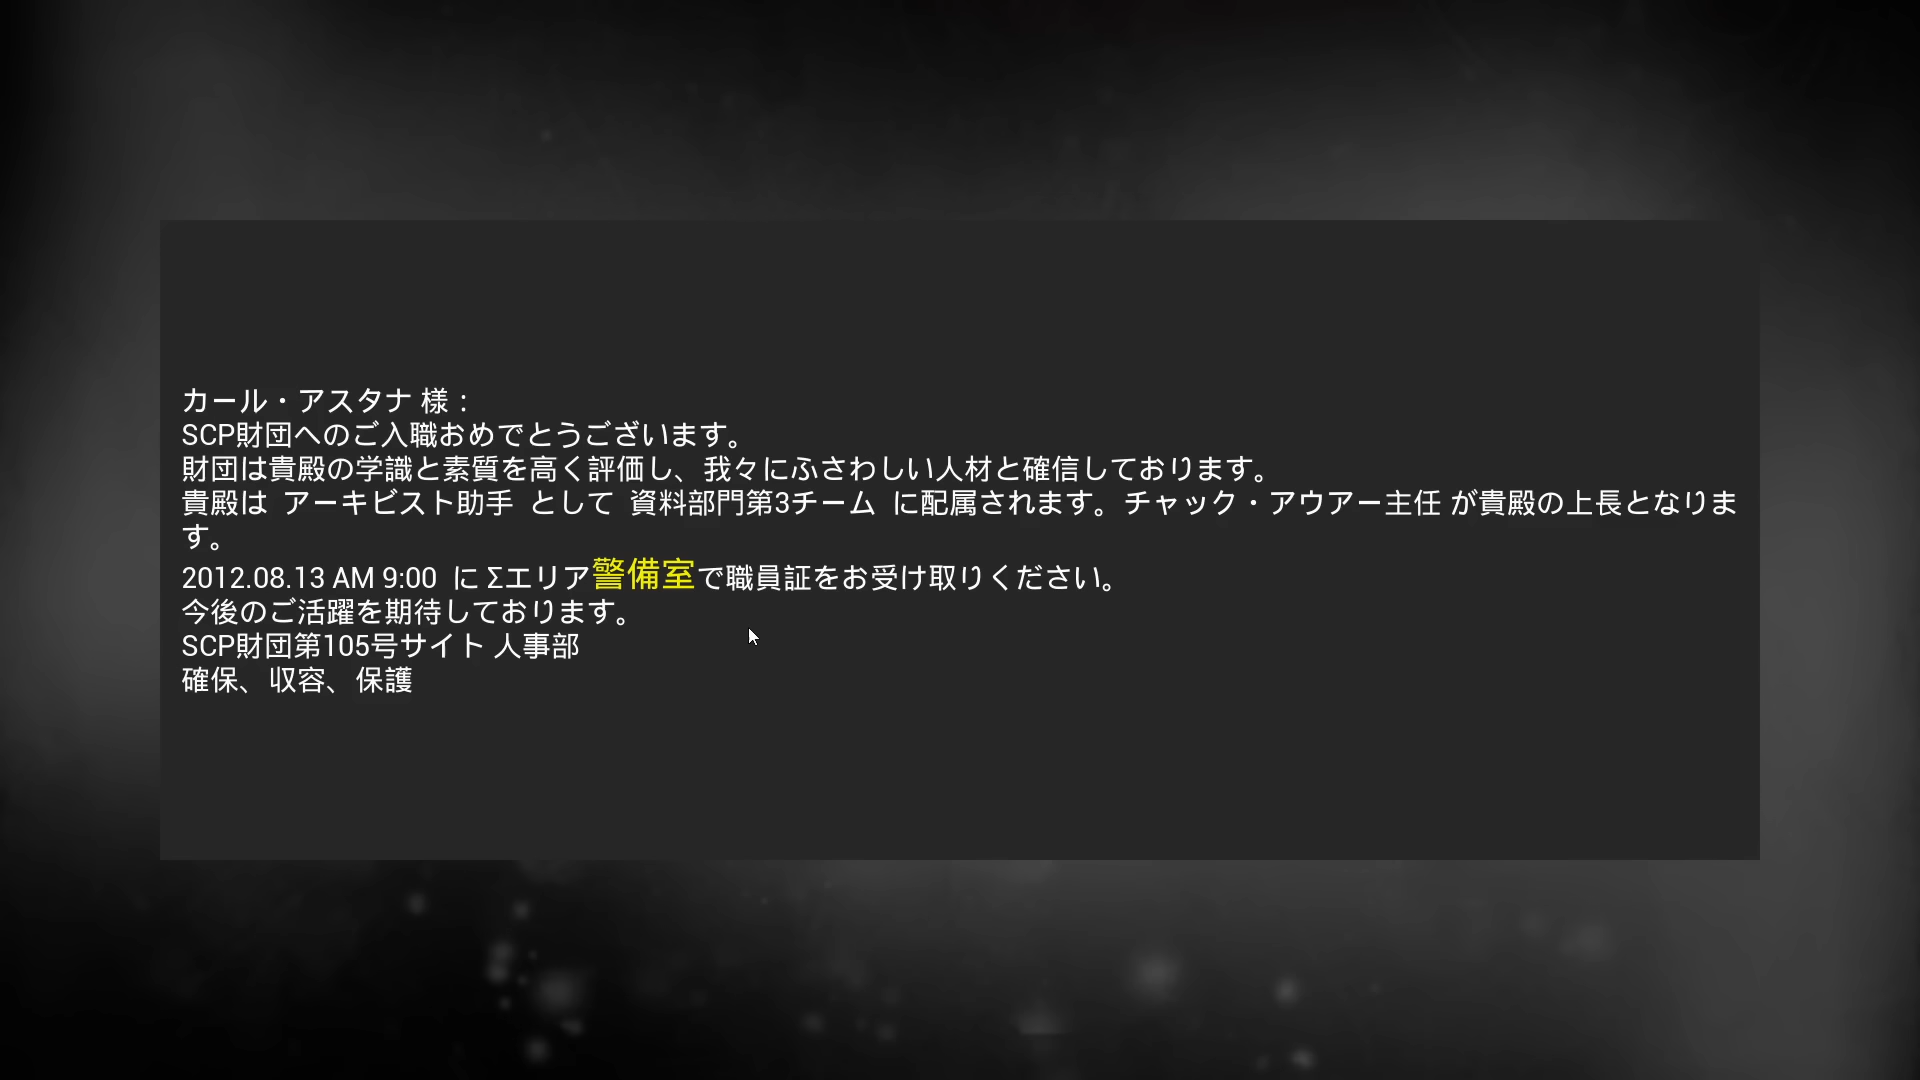 カール・アスタナ 様：
SCP財団へのご入職おめでとうございます。
財団は貴殿の学識と素質を高く評価し、我々にふさわしい人材と確信しております。
貴殿は アーキビスト助手 として 資料部門第3チーム に配属されます。チャック・アウアー主任 が貴殿の上長となりま
す。
2012.08.13 AM 9:00 に Σエリア警備室で職員証をお受け取りください。
今後のご活躍を期待しております。
SCP財団第105号サイト 人事部
確保、収容、保護